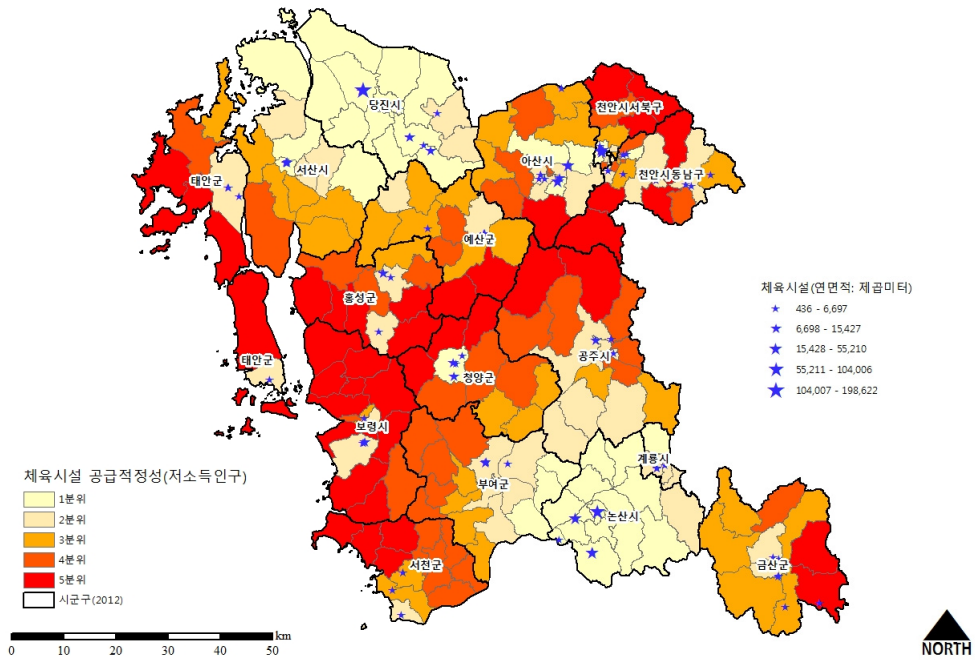 당진시
천안시서북구
아산시
서산시
천안시동남구
태안군
예산군
체육시설(연면적: 제곱미터)
홍성군
436 - 6,697
6,698 - 15,427
15,428 - 55,210
55,211 - 104,006
104,007 - 198,622
공주시
태안군
청양군
보령시
계룡시
체육시설 공급적정성(저소득인구)
부여군
1분위
2분위
논산시
3분위
4분위
5분위
서천군
금산군
시군구(2012)
km
0 10 20 30 40 50
NORTH